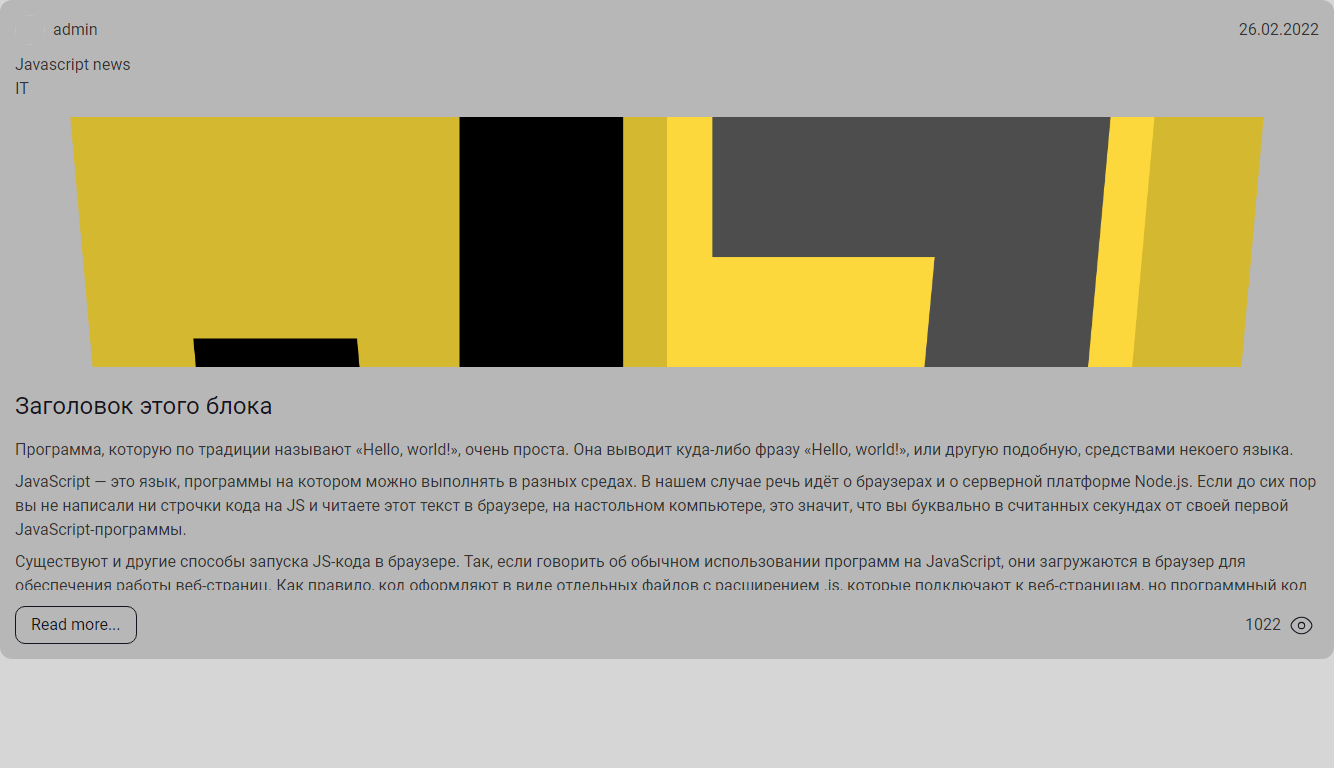 admin
26.02.2022
Javascript news
IT
Заголовок этого блока
Программа, которую по традиции называют «Hello, world!», очень проста. Она выводит куда-либо фразу «Hello, world!», или другую подобную, средствами некоего языка.
JavaScript — это язык, программы на котором можно выполнять в разных средах. В нашем случае речь идёт о браузерах и о серверной платформе Node.js. Если до сих пор
вы не написали ни строчки кода на JS и читаете этот текст в браузере, на настольном компьютере, это значит, что вы буквально в считанных секундах от своей первой
JavaScript-программы.
Существуют и другие способы запуска JS-кода в браузере. Так, если говорить об обычном использовании программ на JavaScript, они загружаются в браузер для
обеспечения работы веб-страниц. Как правило, код оформляют в виде отдельных файлов с расширением .js, которые подключают к веб-страницам, но программный код
Read more...
1022